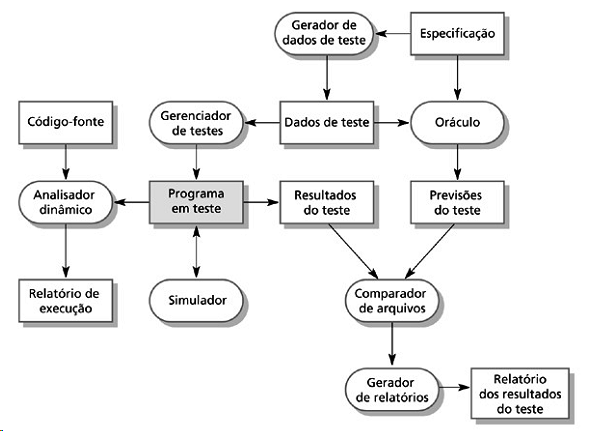 Gerador de
dados de teste
Especificação
Código-fonte
Gerenciador
de testes
Dados de teste
Oráculo
Analisador
dinâmico
Programa
em teste
Resultados
do teste
Previsões
do teste
Relatório de
execução
Simulador
Comparador
de arquivos
Gerador
de relatórios
Relatório
dos resultados
do teste